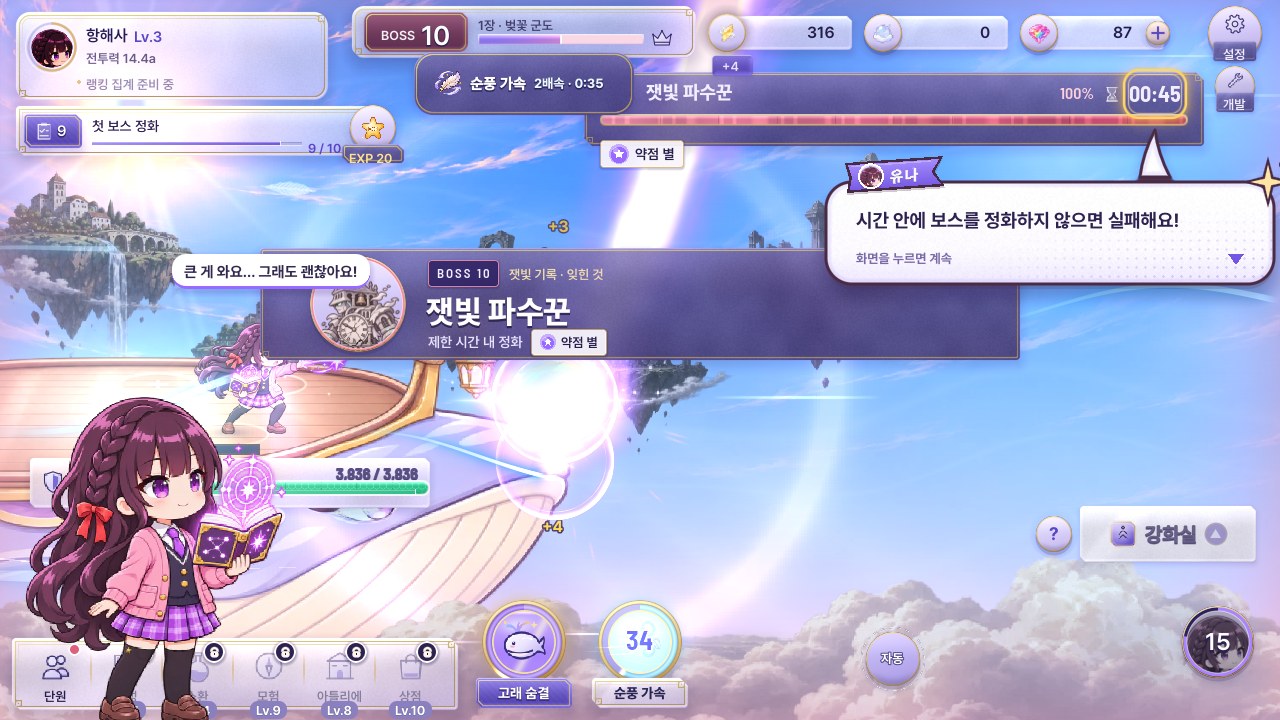 항해사 Lv.3
전투력 14.4a
랭킹 집계 준비 중
9
첫 보스 정화
9 / 10
EXP 20
BOSS 10
1장 · 벚꽃 군도
순풍 가속 2배속 · 0:35
316
+4
0
87
설정
개발
잿빛 파수꾼
100%
00:45
약점 별
유나
시간 안에 보스를 정화하지 않으면 실패해요!
화면을 누르면 계속
+3
큰 게 와요... 그래도 괜찮아요!
BOSS 10
잿빛 기록 · 잊힌 것
잿빛 파수꾼
제한 시간 내 정화
약점 별
3,836 / 3,836
+4
?
강화실
단원
모험
Lv.9
아틀리에
Lv.8
상점
Lv.10
고래 숨결
34
순풍 가속
자동
15